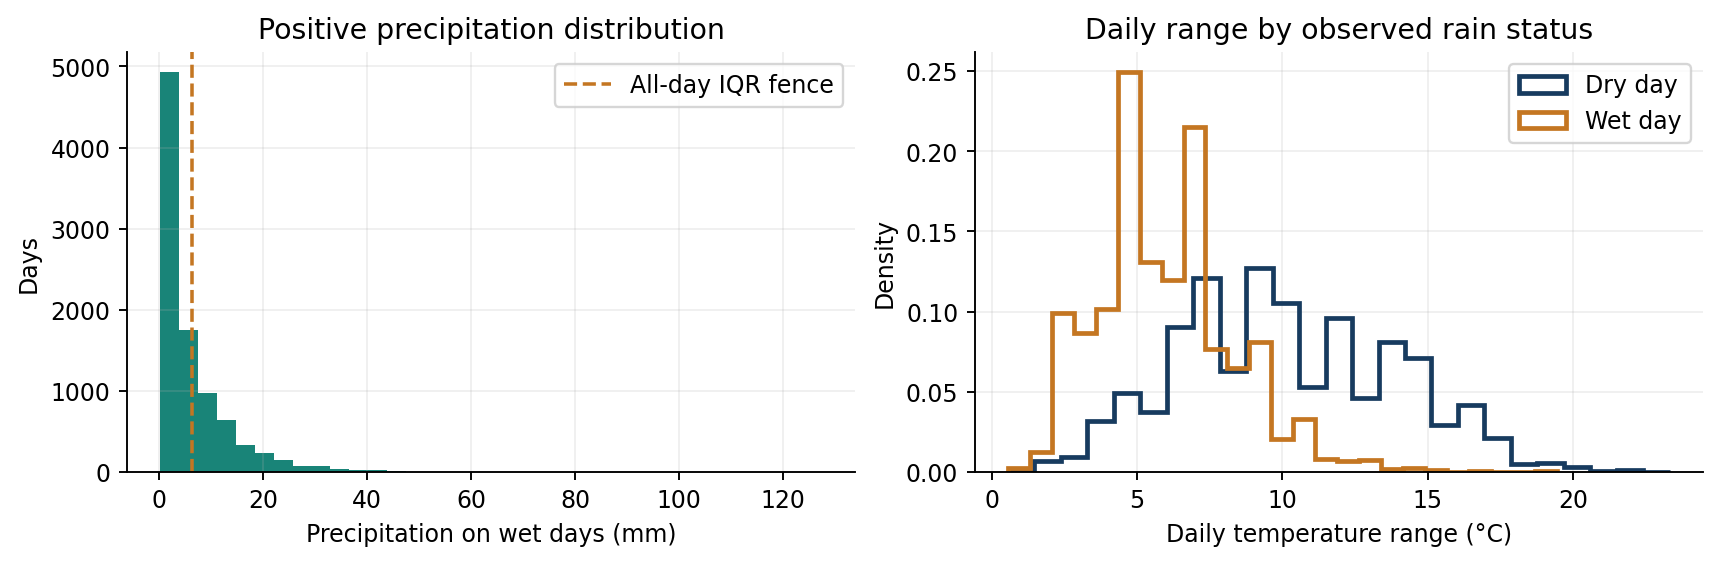 Positive precipitation distribution
5000
4000
3000
2000
1000
0
Days
All-day IQR fence
0 20 40 60 80 100 120
Precipitation on wet days (mm)
Daily range by observed rain status
0.25
0.20
0.15
0.10
0.05
0.00
Density
Dry day
Wet day
0 5 10 15 20
Daily temperature range (°C)